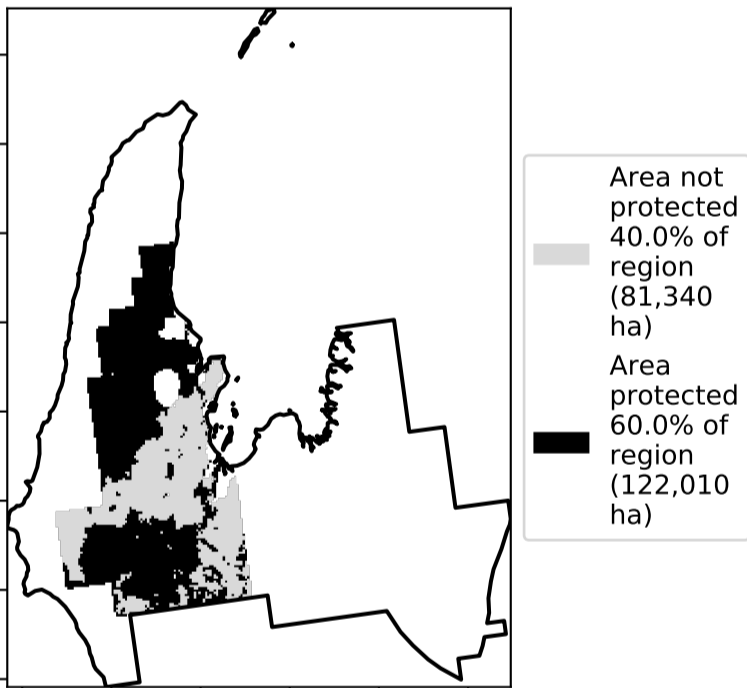 Area not
protected
40.0% of
region
(81,340
ha)
Area
protected
60.0% of
region
(122,010
ha)